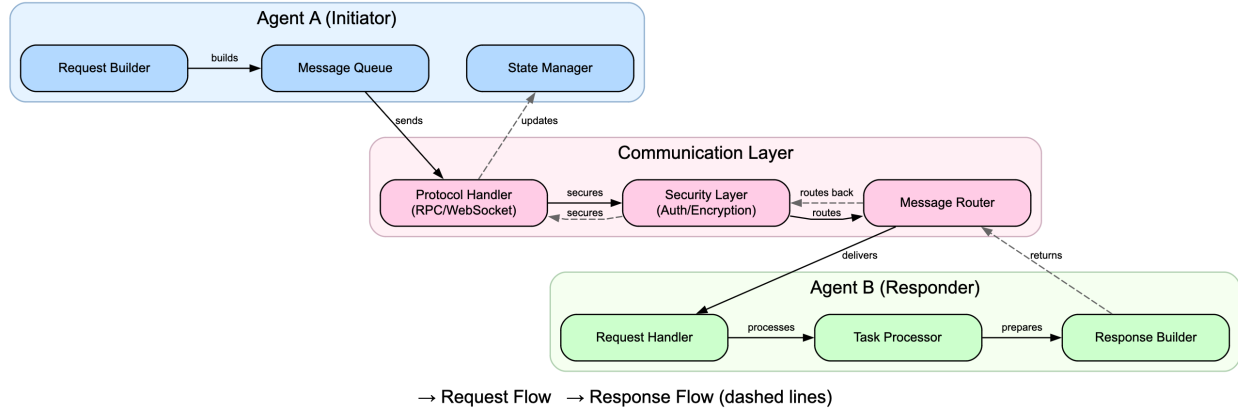 Agent A (Initiator)
Request Builder
builds
Message Queue
State Manager
sends
updates
Communication Layer
Protocol Handler
(RPC/WebSocket)
secures
secures
Security Layer
(Auth/Encryption)
routes back
routes
Message Router
delivers
returns
Agent B (Responder)
Request Handler
processes
Task Processor
prepares
Response Builder
→ Request Flow → Response Flow (dashed lines)